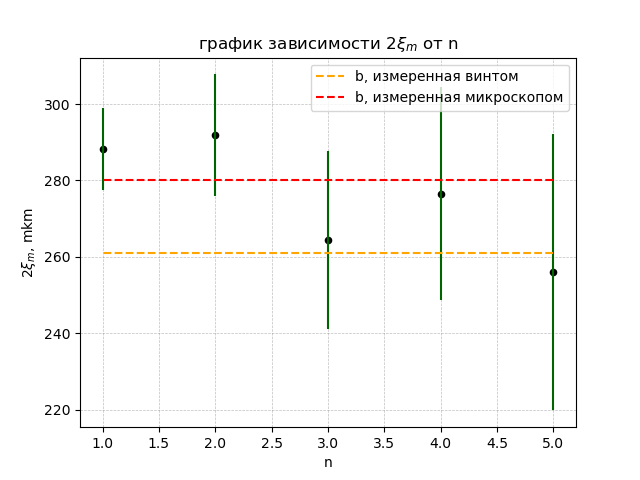 график зависимости 2ξₘ от n
b, измеренная винтом
b, измеренная микроскопом
2ξₘ, mkm
300
280
260
240
220
1.0 1.5 2.0 2.5 3.0 3.5 4.0 4.5 5.0
n